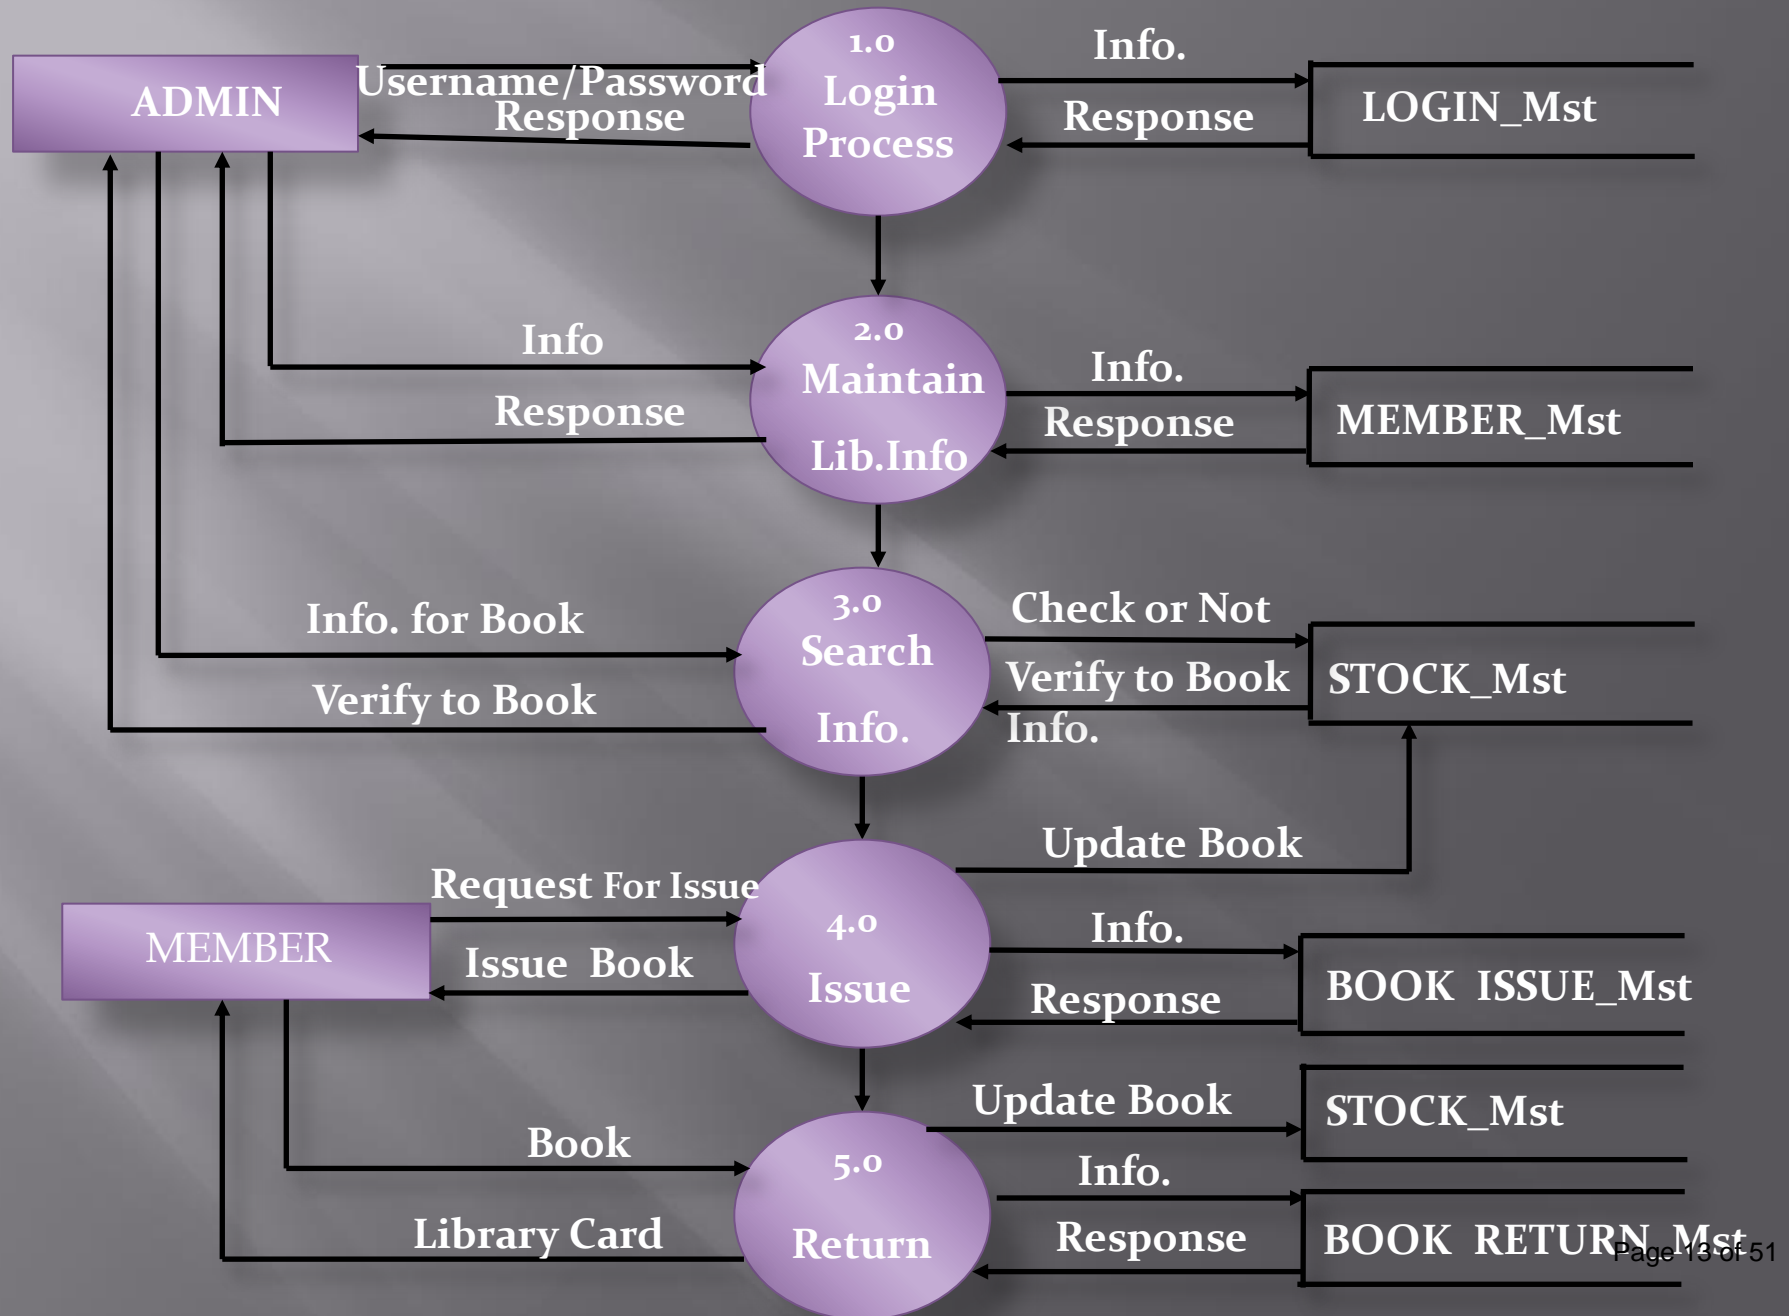 1.0
Login
Process
ADMIN
Username/Password
Response
Info.
Response
LOGIN_Mst
2.0
Maintain
Lib.Info
Info
Response
Info.
Response
MEMBER_Mst
3.0
Search
Info.
Info. for Book
Verify to Book
Check or Not
Verify to Book
Info.
STOCK_Mst
Update Book
MEMBER
Request For Issue
Issue Book
4.0
Issue
Info.
Response
BOOK ISSUE_Mst
Update Book
STOCK_Mst
Book
Library Card
5.0
Return
Info.
Response
BOOK RETURN_Mst
Page 13 of 51